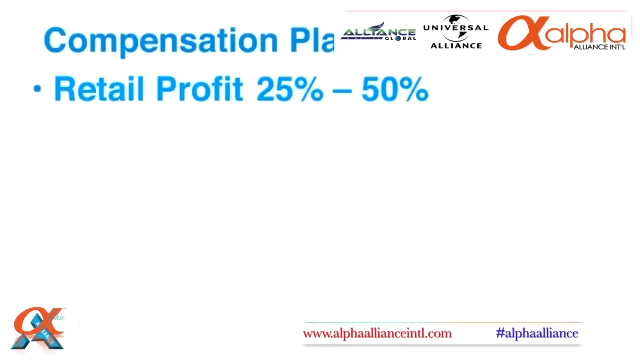 Compensation Pla
• Retail Profit 25% – 50%
ALLIANCE GLOBAL
UNIVERSAL ALLIANCE
alpha
ALLIANCE INT'L
www.alphaallianceintl.com #alphaalliance